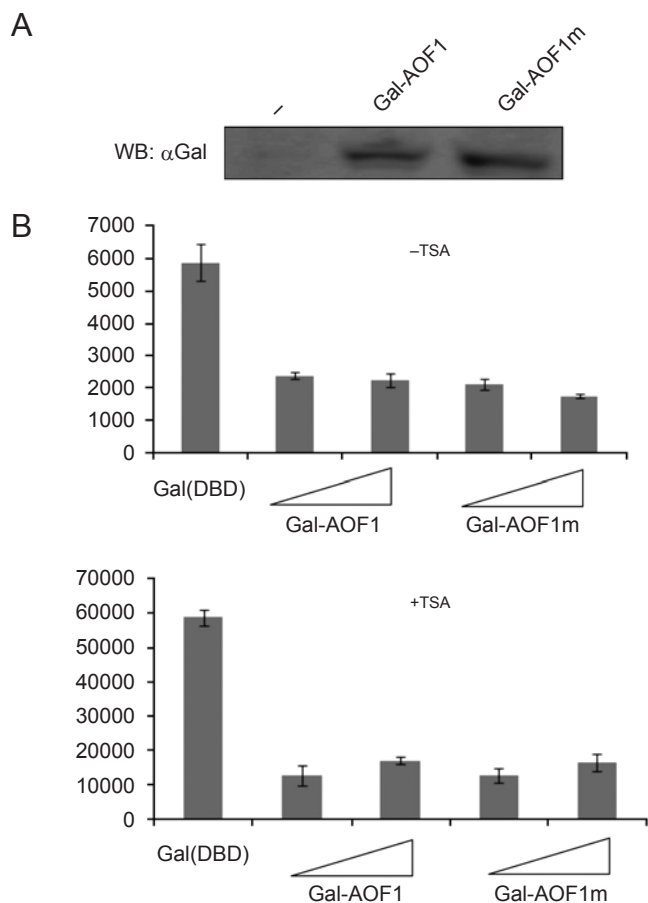 A
–
Gal-AOF1
Gal-AOF1m
WB: αGal
B
7000
6000
5000
4000
3000
2000
1000
0
–TSA
Gal(DBD)
Gal-AOF1
Gal-AOF1m
70000
60000
50000
40000
30000
20000
10000
0
+TSA
Gal(DBD)
Gal-AOF1
Gal-AOF1m